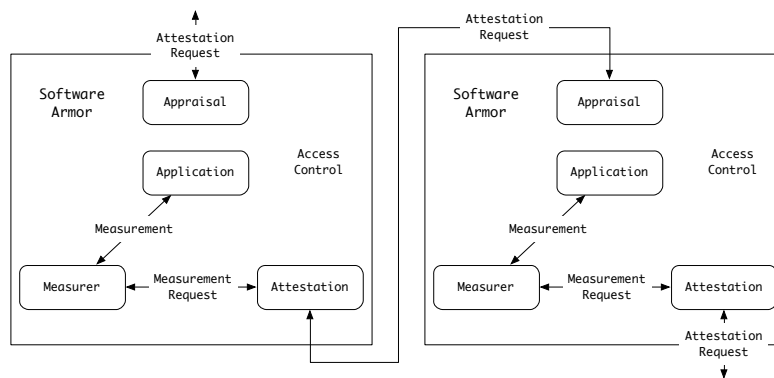 Attestation
Request
Software
Armor
Appraisal
Application
Access
Control
Measurement
Measurer
Measurement
Request
Attestation
Attestation
Request
Software
Armor
Appraisal
Application
Access
Control
Measurement
Measurer
Measurement
Request
Attestation
Attestation
Request